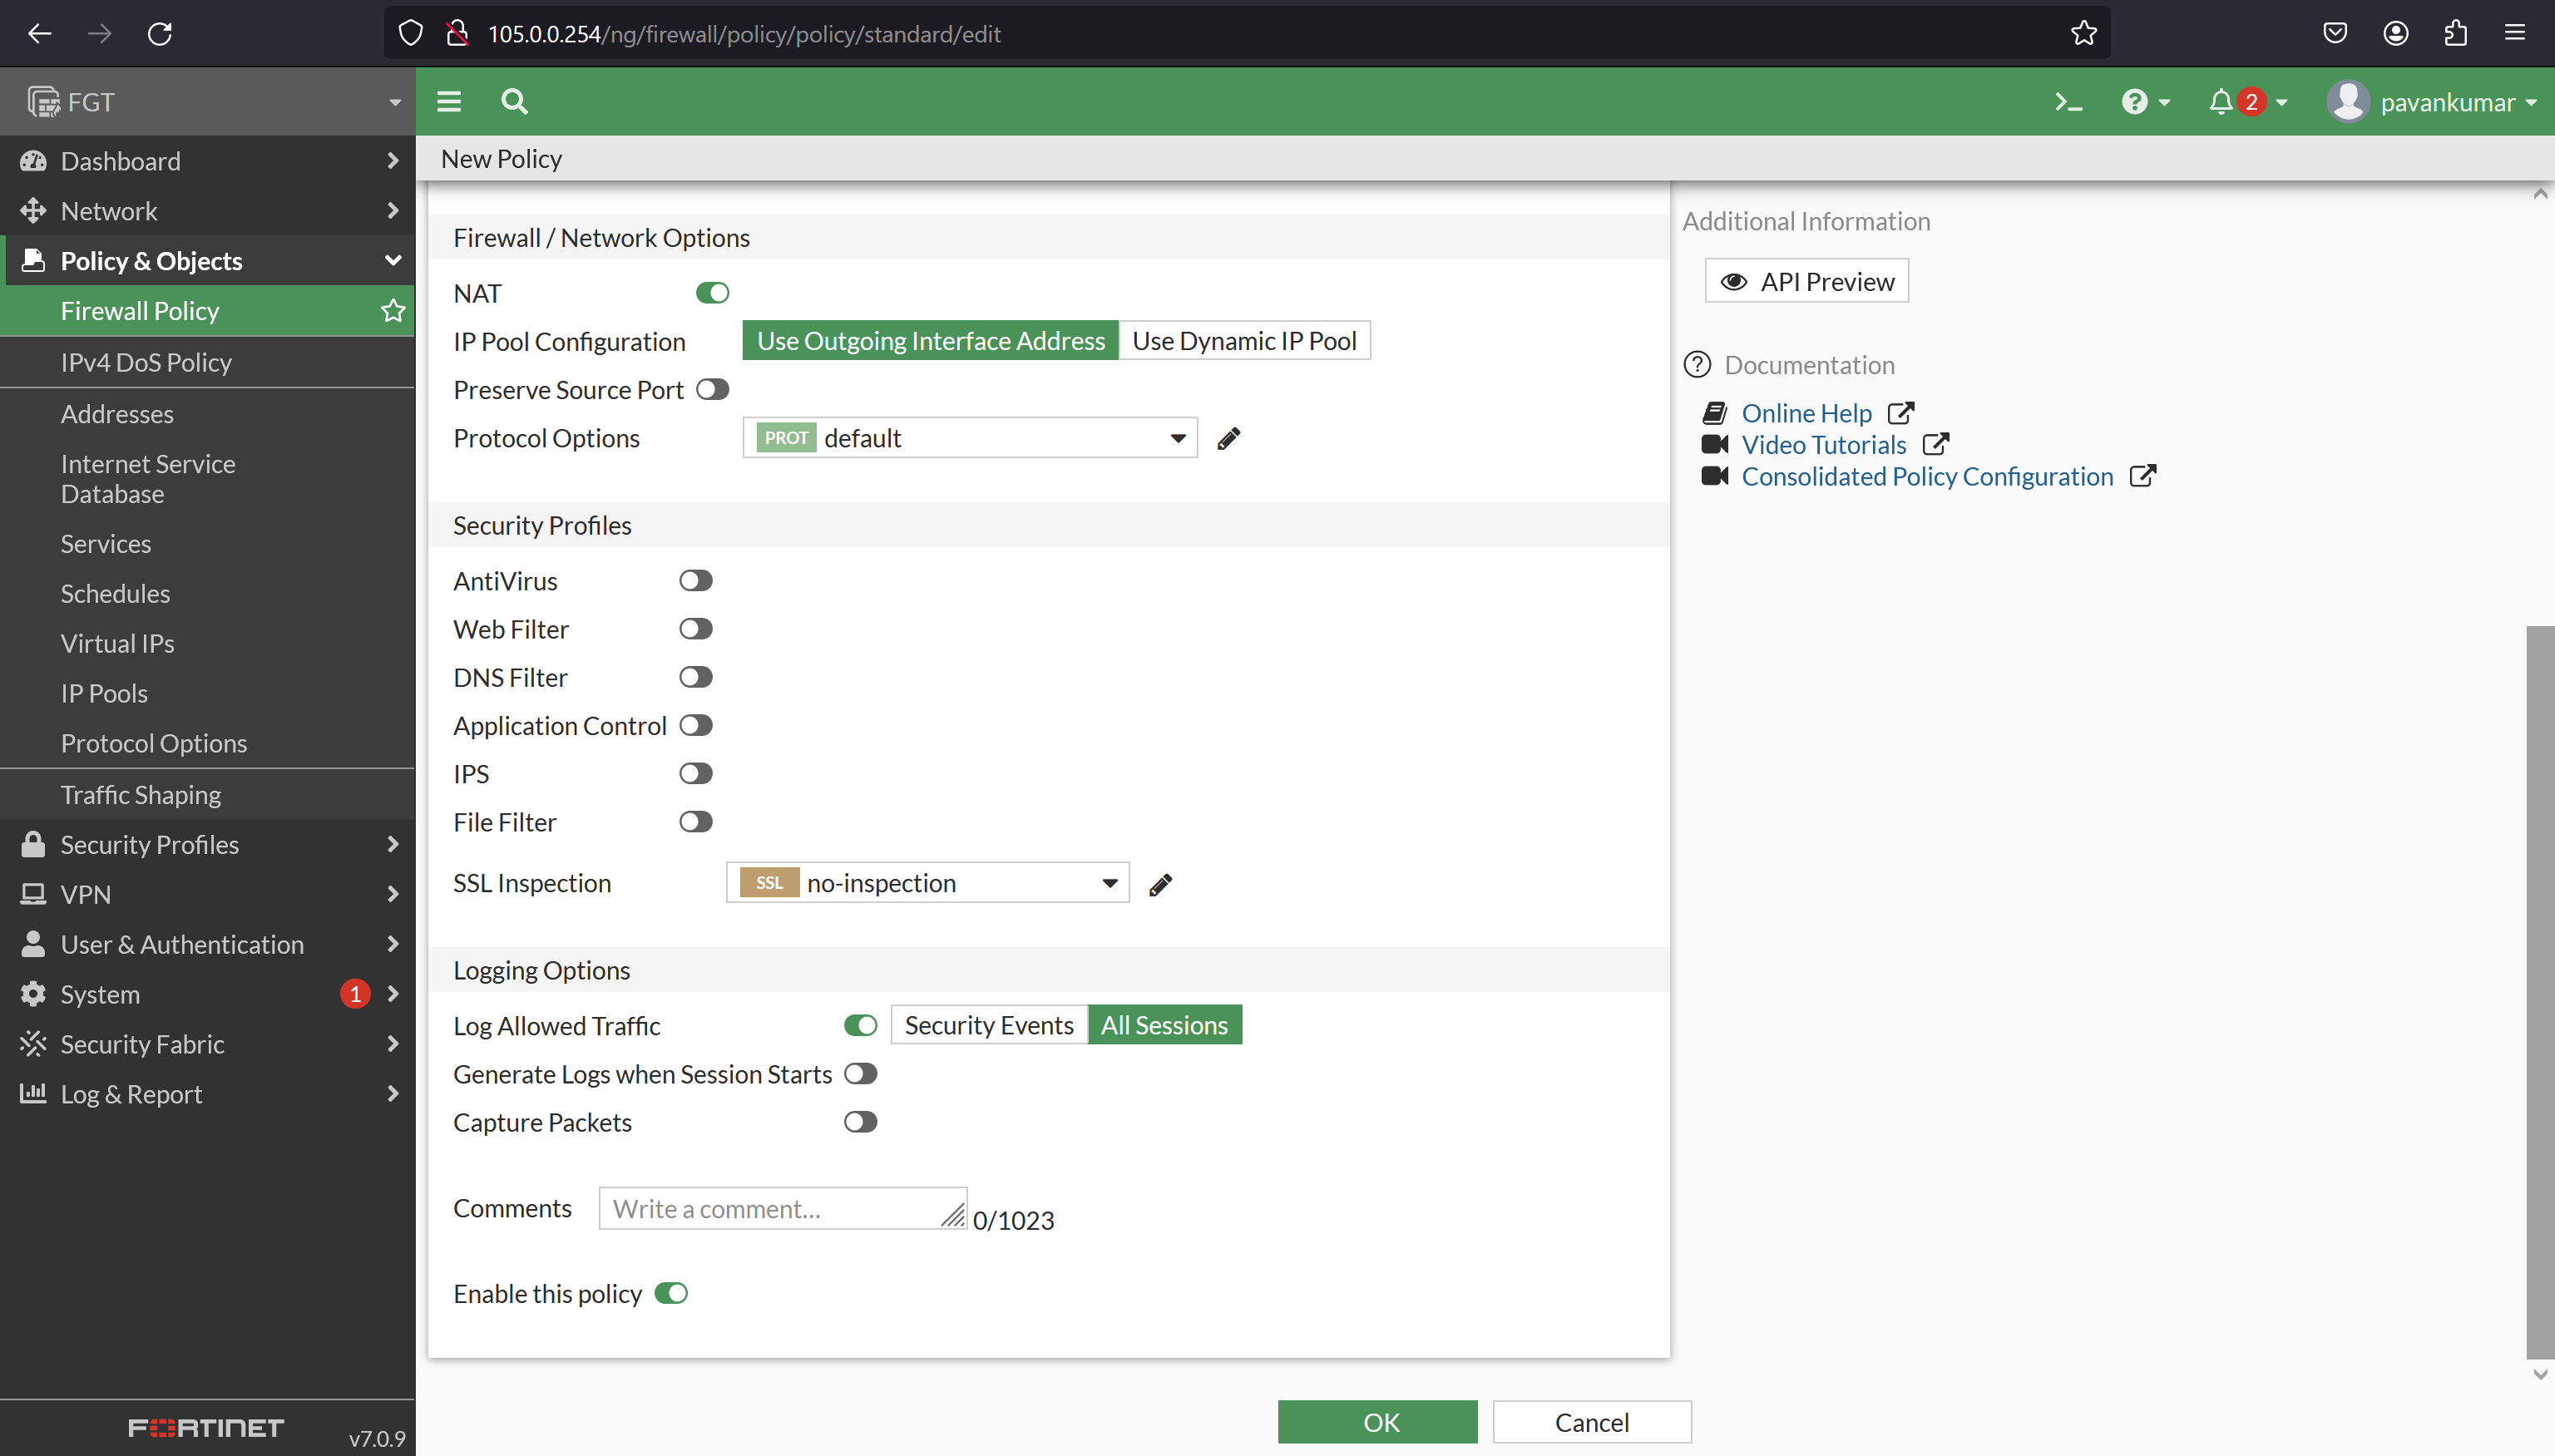 105.0.0.254/ng/firewall/policy/policy/standard/edit
FGT
2
pavankumar
Dashboard
Network
Policy & Objects
Firewall Policy
IPv4 DoS Policy
Addresses
Internet Service
Database
Services
Schedules
Virtual IPs
IP Pools
Protocol Options
Traffic Shaping
Security Profiles
VPN
User & Authentication
System 1
Security Fabric
Log & Report
FORTINET
v7.0.9
New Policy
Firewall / Network Options
NAT
IP Pool Configuration Use Outgoing Interface Address Use Dynamic IP Pool
Preserve Source Port
Protocol Options PROT default
Security Profiles
AntiVirus
Web Filter
DNS Filter
Application Control
IPS
File Filter
SSL Inspection SSL no-inspection
Logging Options
Log Allowed Traffic Security Events All Sessions
Generate Logs when Session Starts
Capture Packets
Comments Write a comment... 0/1023
Enable this policy
Additional Information
API Preview
Documentation
Online Help
Video Tutorials
Consolidated Policy Configuration
OK Cancel